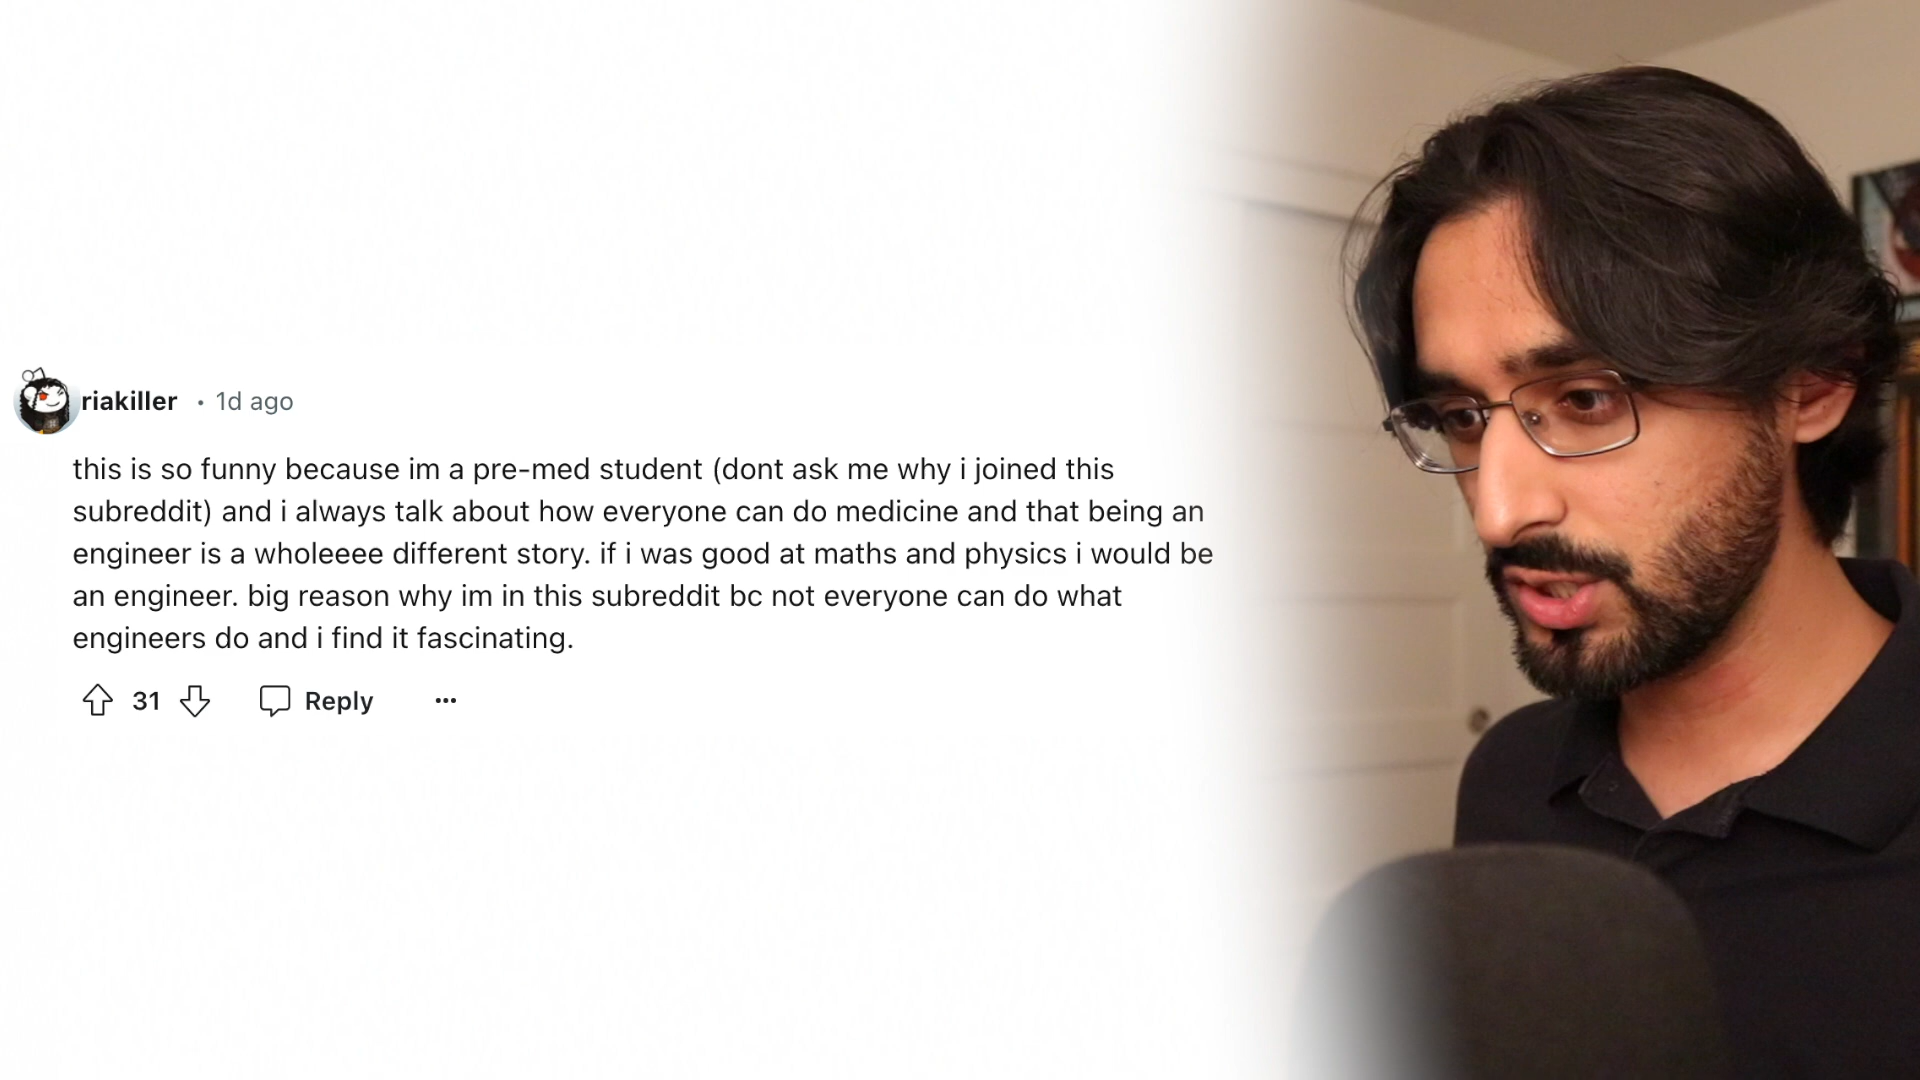 riakiller • 1d ago
this is so funny because im a pre-med student (dont ask me why i joined this
subreddit) and i always talk about how everyone can do medicine and that being an
engineer is a wholeeee different story. if i was good at maths and physics i would be
an engineer. big reason why im in this subreddit bc not everyone can do what
engineers do and i find it fascinating.
31 Reply ...